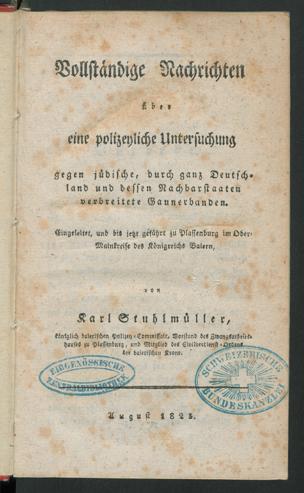 Vollständige Nachrichten
über
eine polizeyliche Untersuchung
gegen jüdische, durch ganz Deutsch-
land und dessen Nachbarstaaten
verbreitete Gaunerbanden.
Eingeleitet, und bis jetzt geführt zu Plassenburg im Ober-
Mainkreise des Königreichs Baiern,
von
Karl Stuhlmüller,
königlich baierischen Polizey-Commissär, Vorstand des Zwangsarbeits-
hauses zu Plassenburg, und Mitglied des Civilverdienst-Ordens
der baierischen Krone.
EIDGENÖSSISCHE
ZENTRALBIBLIOTHEK
SCHWEIZERISCHE
BUNDESKANZLEI
August 1823.